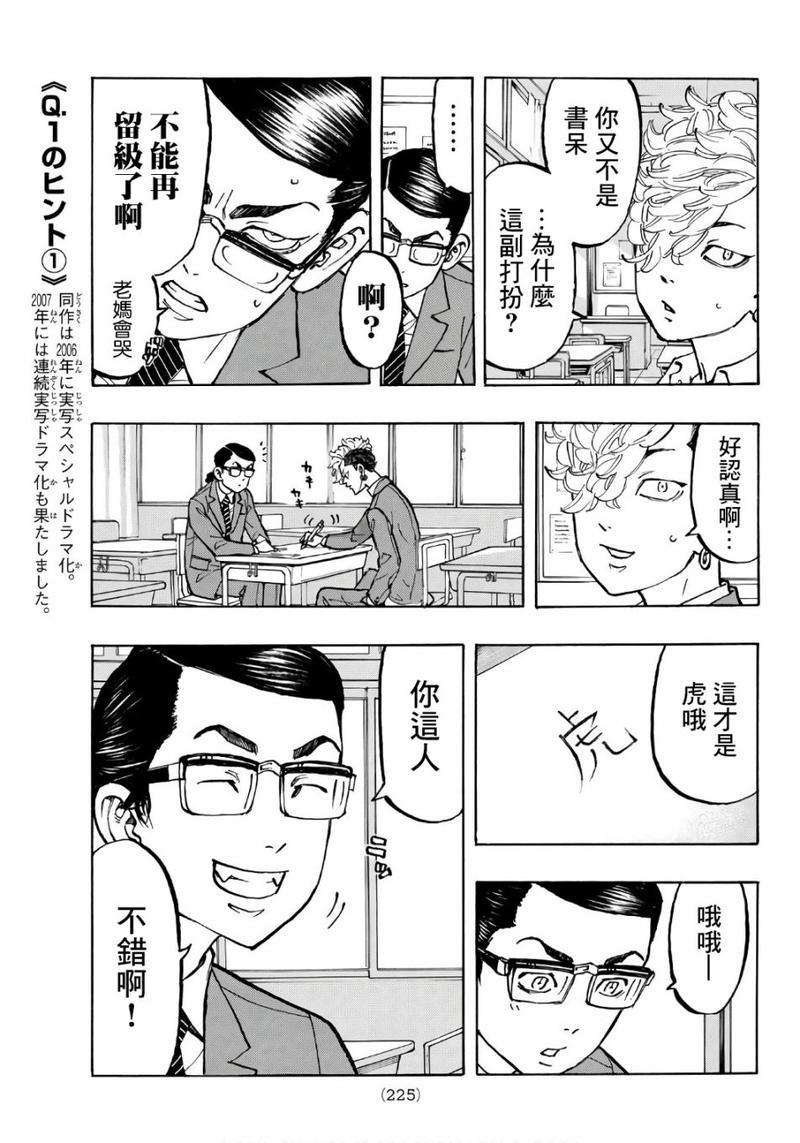 你又不是
書呆
…為什麼
這副打扮?
……
啊?
不能再
留級了啊
老媽會哭
好認真啊…
カキ
カキ
這才是
虎哦
虎
哦哦—
你這人
不錯啊!
《Q.1のヒント①》
同作は2006年に実写スペシャルドラマ化。
2007年には連続実写ドラマ化も果たしました。
(225)